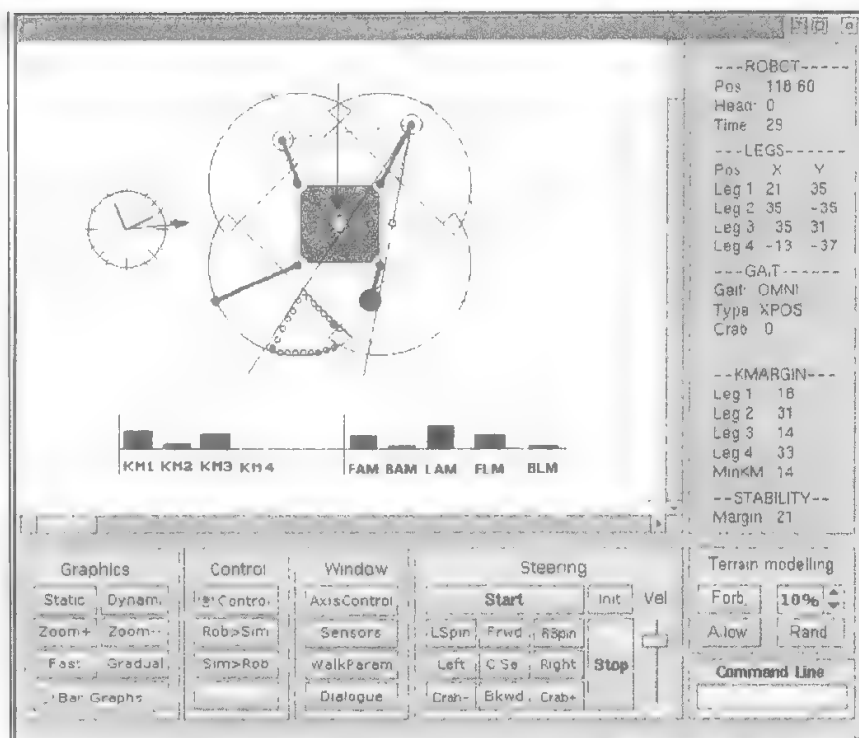 ---ROBOT------
Pos 118 60
Head: 0
Time 29
---LEGS------
Pos X Y
Leg 1 21 35
Leg 2 35 -35
Leg 3 35 31
Leg 4 -13 -37
---GAIT------
Gait: OMNI
Type XPOS
Crab 0
--KMARGIN---
Leg 1 18
Leg 2 31
Leg 3 14
Leg 4 33
MinKM 14
--STABILITY--
Margin 21
KM1 KM2 KM3 KM4
FAM BAM LAM FLM BLM
Graphics
Static Dynam.
Zoom+ Zoom--
Fast Gradual
Bar Graphs
Control
Control
Rob>Sim
Sim>Rob
Window
AxisControl
Sensors
WalkParam
Dialogue
Steering
Start Init Vel
LSpin Frwd RSpin
Left Right Stop
Crab- Bkwd Crab+
Terrain modelling
Forb. 10%
Allow Rand
Command Line